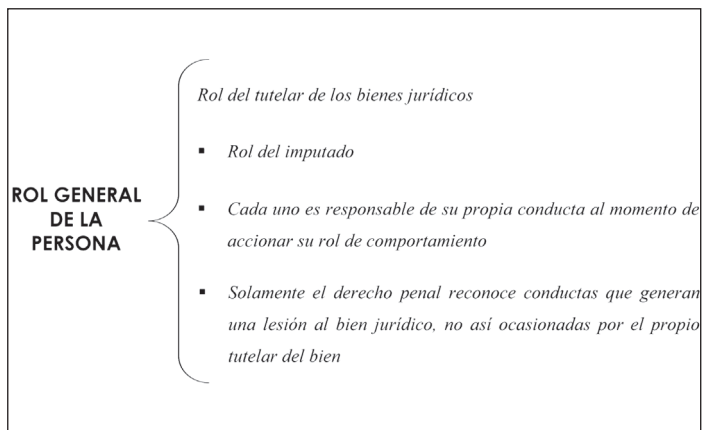 ROL GENERAL
DE LA
PERSONA
Rol del tutelar de los bienes jurídicos
▪ Rol del imputado
▪ Cada uno es responsable de su propia conducta al momento de
accionar su rol de comportamiento
▪ Solamente el derecho penal reconoce conductas que generan
una lesión al bien jurídico, no así ocasionadas por el propio
tutelar del bien